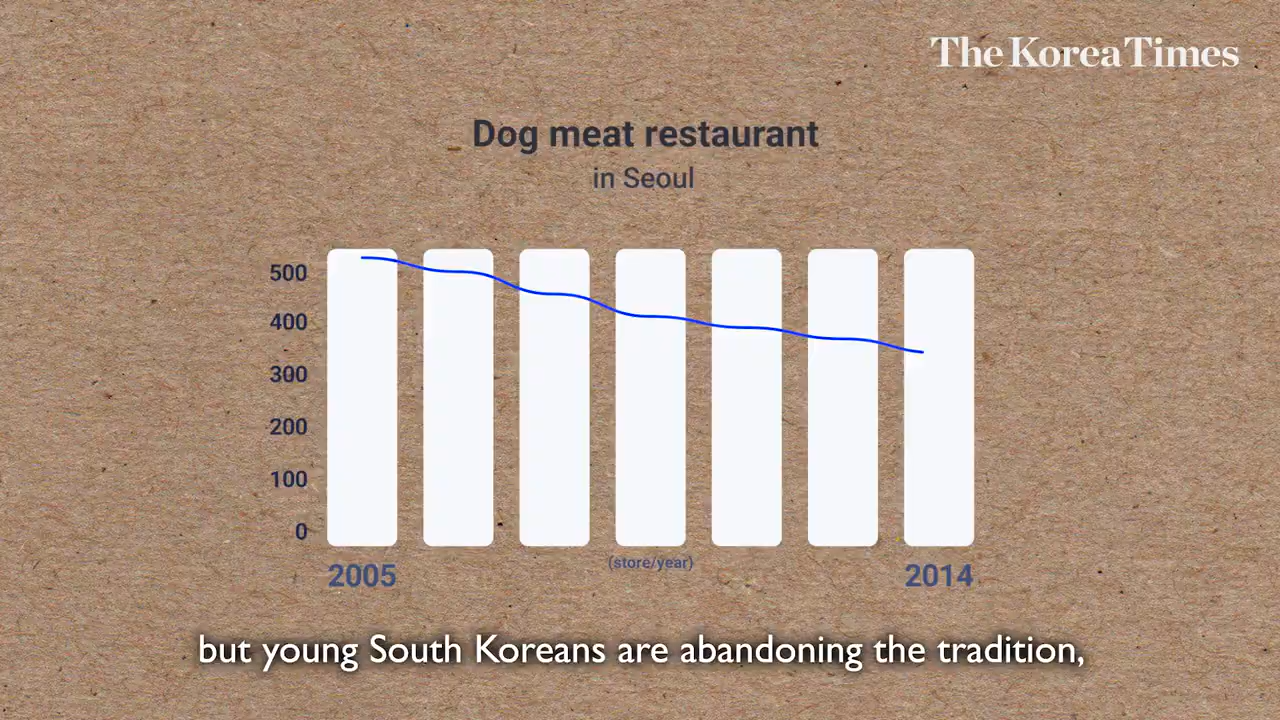 The Korea Times
Dog meat restaurant
in Seoul
500
400
300
200
100
0
(store/year)
2005
2014
but young South Koreans are abandoning the tradition,